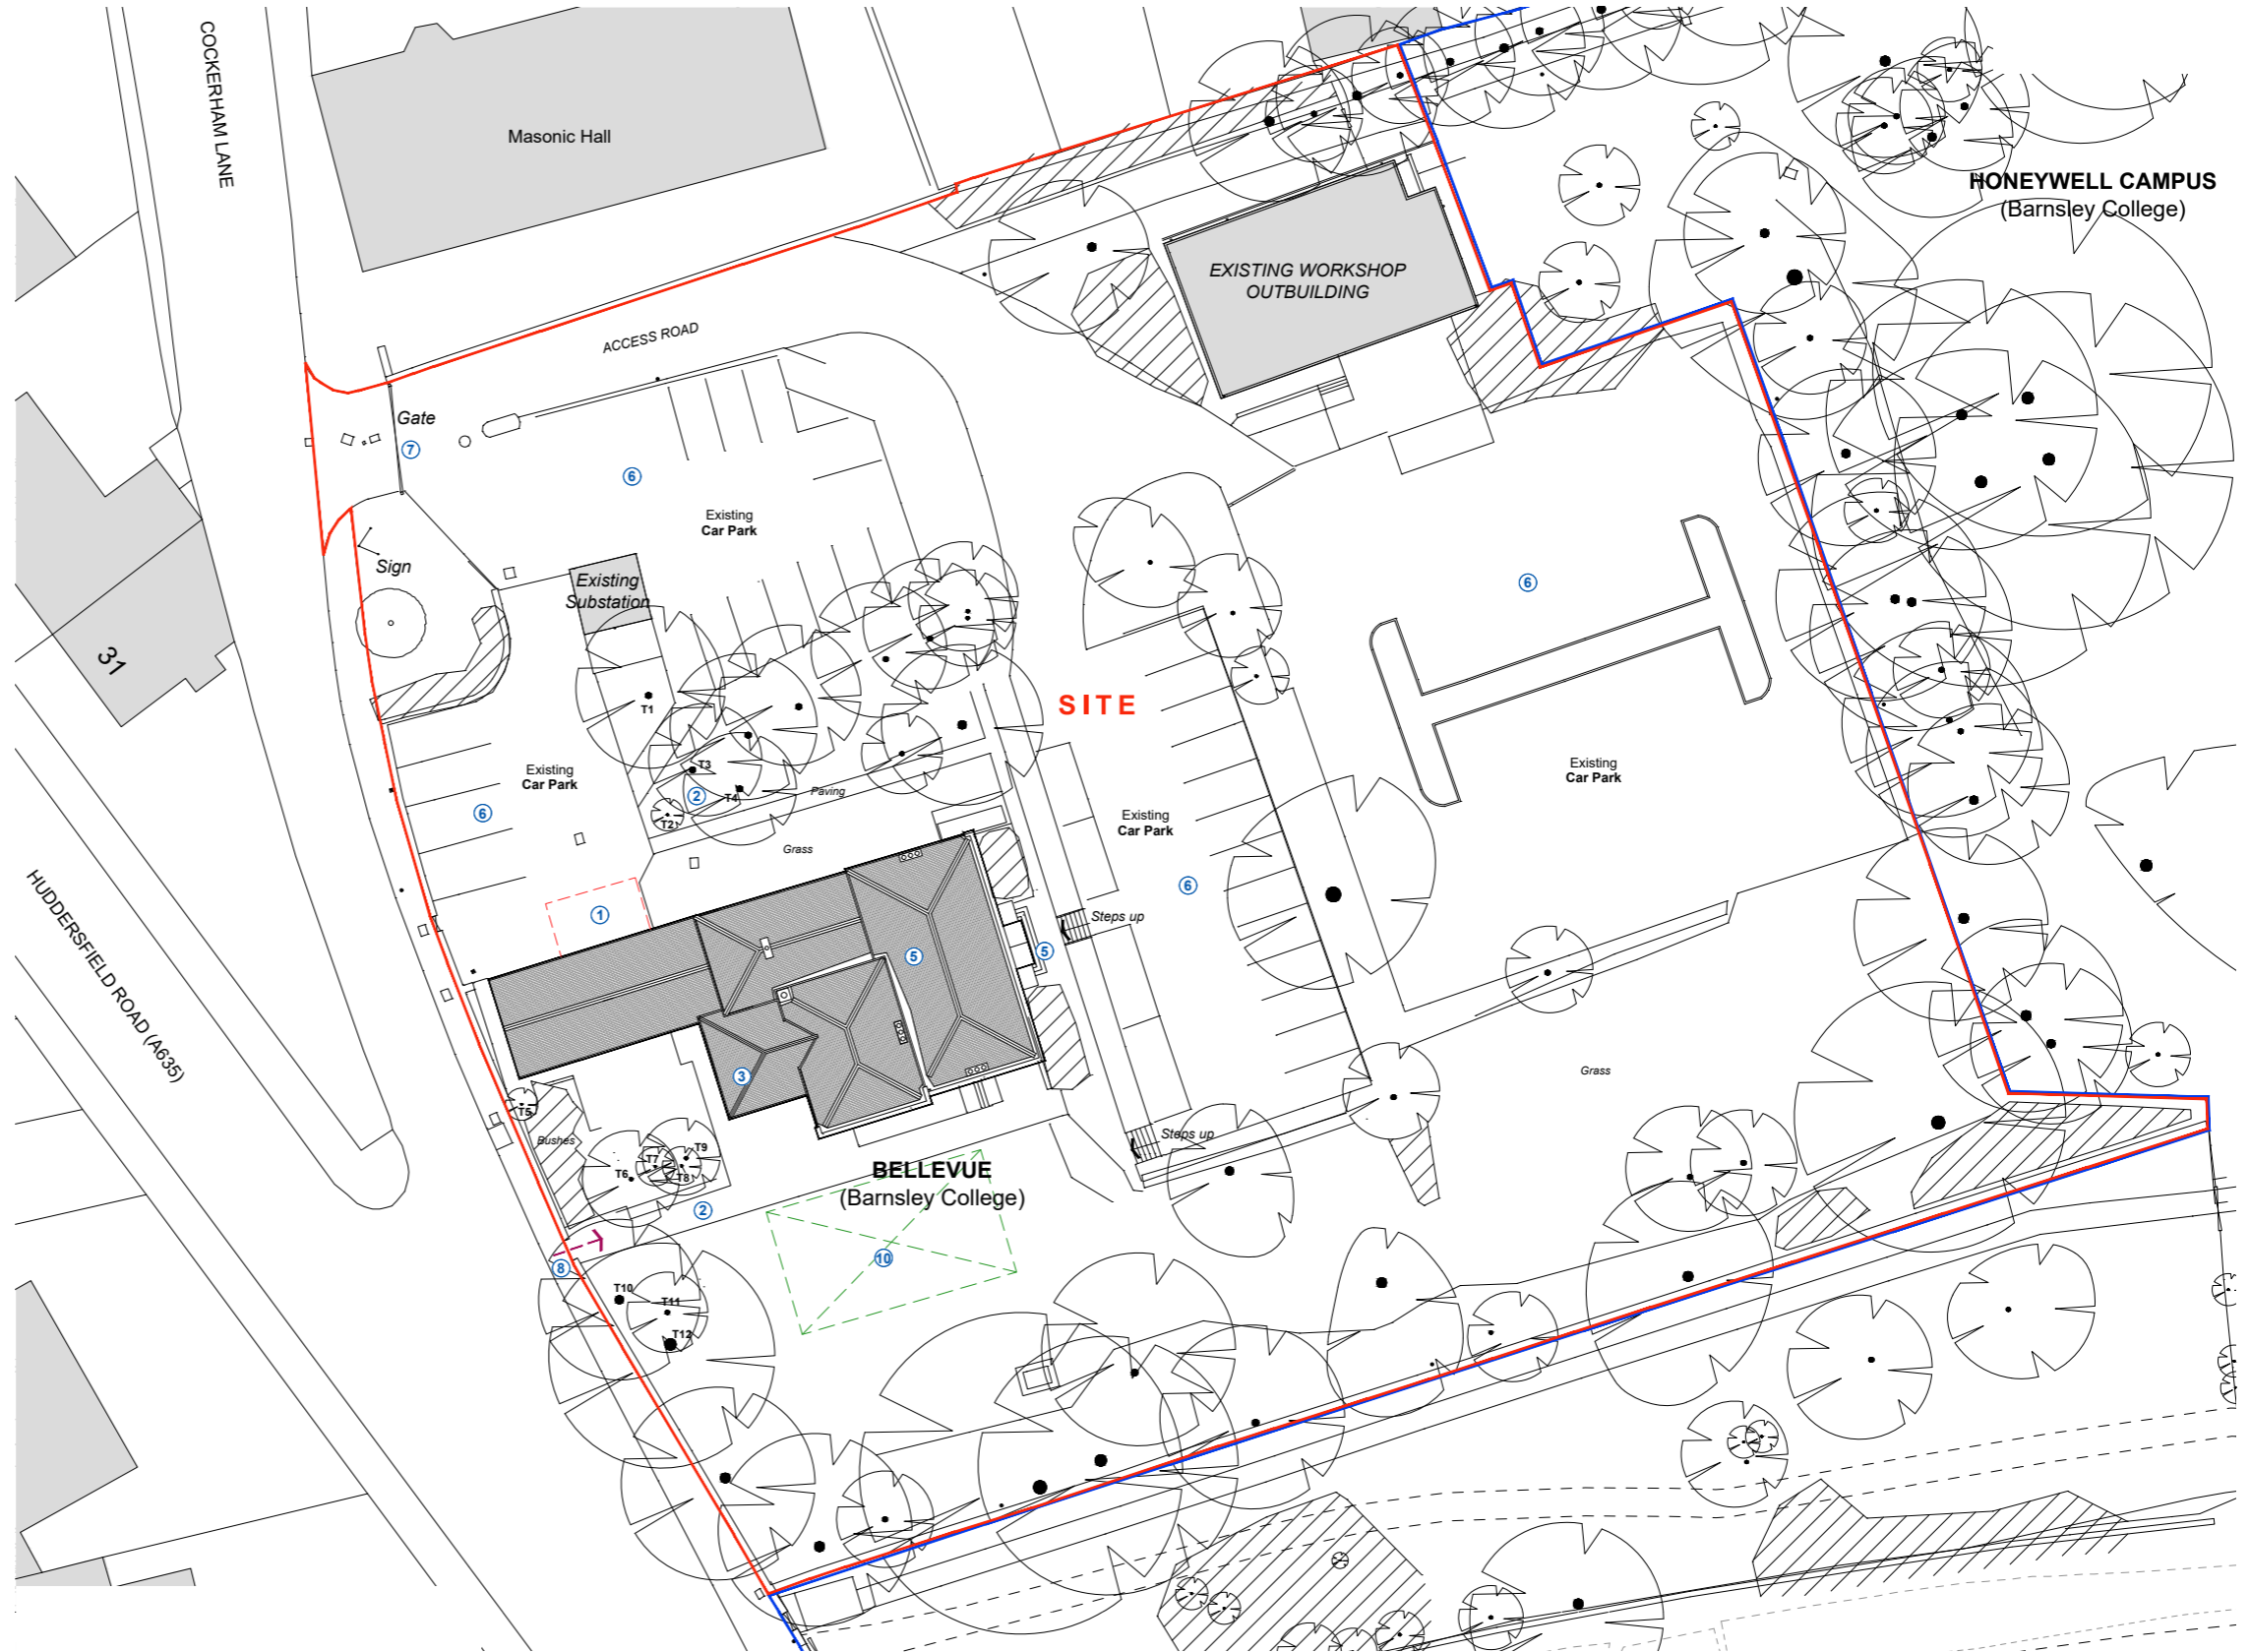 COCKERHAM LANE
Masonic Hall
HONEYWELL CAMPUS
(Barnsley College)
EXISTING WORKSHOP
OUTBUILDING
ACCESS ROAD
Gate
7
6
Existing
Car Park
Sign
Existing
Substation
6
31
T1
SITE
Existing
Car Park
6
T3
2
T4
T2
Paving
Grass
Existing
Car Park
6
Existing
Car Park
1
Steps up
5
5
HUDDERSFIELD ROAD (A635)
3
Grass
T5
Bushes
T6
T7
T8
T9
Steps up
BELLEVUE
(Barnsley College)
2
8
10
T10
T11
T12